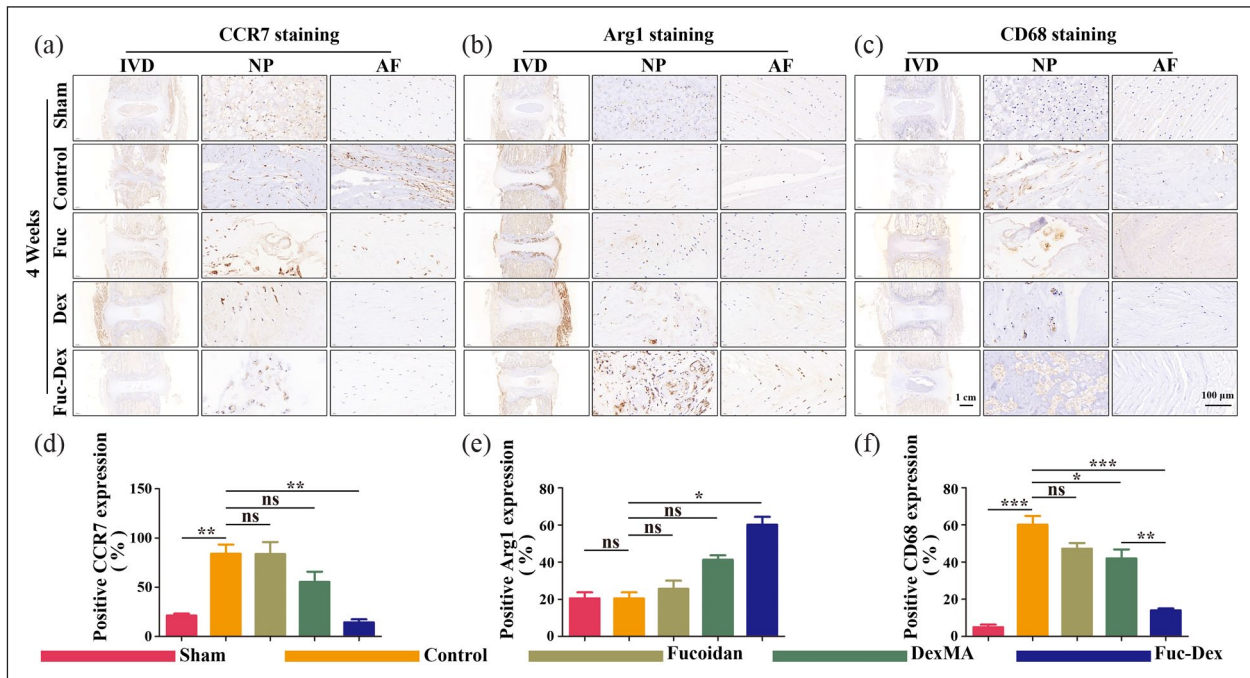 (a) CCR7 staining
IVD NP AF
(b) Arg1 staining
IVD NP AF
(c) CD68 staining
IVD NP AF
4 Weeks
Sham
Control
Fuc
Dex
Fuc-Dex
1 cm
100 µm
(d)
Positive CCR7 expression
(%)
150
100
50
0
**
ns
ns
**
(e)
Positive Arg1 expression
(%)
80
60
40
20
0
*
ns
ns
ns
(f)
Positive CD68 expression
(%)
80
60
40
20
0
***
*
ns
***
**
Sham Control Fucoidan DexMA Fuc-Dex